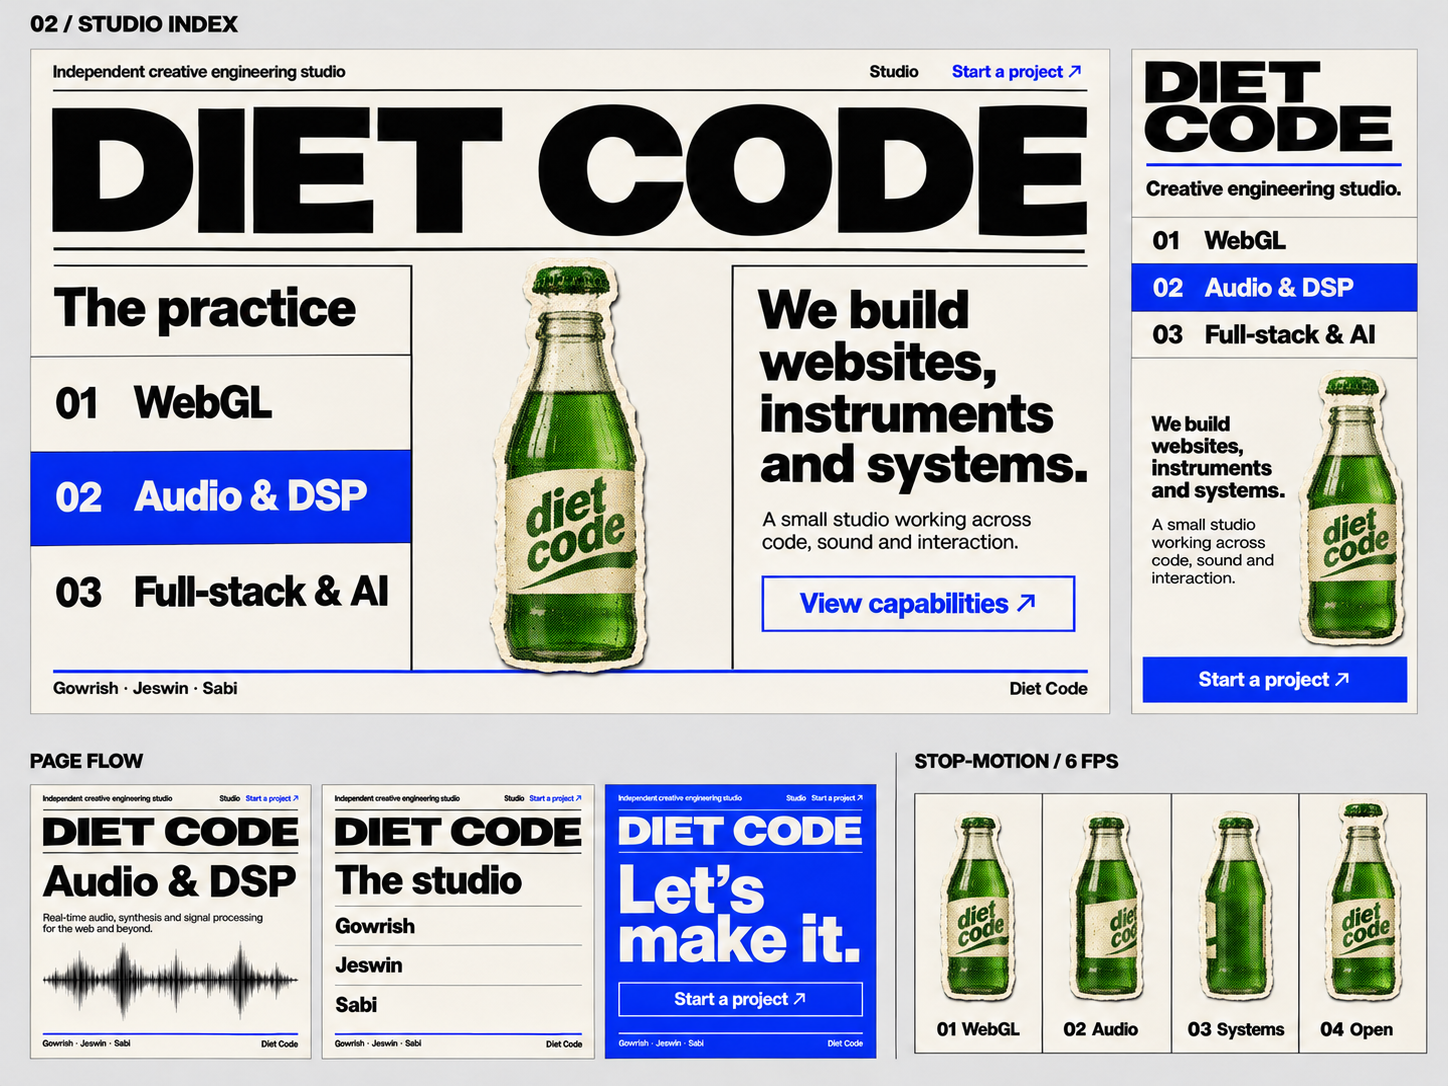 02 / STUDIO INDEX
Independent creative engineering studio
Studio
Start a project ↗
DIET CODE
The practice
01 WebGL
02 Audio & DSP
03 Full-stack & AI
diet
code
We build
websites,
instruments
and systems.
A small studio working across
code, sound and interaction.
View capabilities ↗
Gowrish · Jeswin · Sabi
Diet Code
DIET
CODE
Creative engineering studio.
01 WebGL
02 Audio & DSP
03 Full-stack & AI
We build
websites,
instruments
and systems.
A small studio
working across
code, sound and
interaction.
diet
code
Start a project ↗
PAGE FLOW
Independent creative engineering studio
Studio Start a project ↗
DIET CODE
Audio & DSP
Real-time audio, synthesis and signal processing
for the web and beyond.
Gowrish · Jeswin · Sabi
Diet Code
Independent creative engineering studio
Studio Start a project ↗
DIET CODE
The studio
Gowrish
Jeswin
Sabi
Gowrish · Jeswin · Sabi
Diet Code
Independent creative engineering studio
Studio Start a project ↗
DIET CODE
Let's
make it.
Start a project ↗
Gowrish · Jeswin · Sabi
Diet Code
STOP-MOTION / 6 FPS
diet
code
01 WebGL
diet
code
02 Audio
03 Systems
diet
code
04 Open